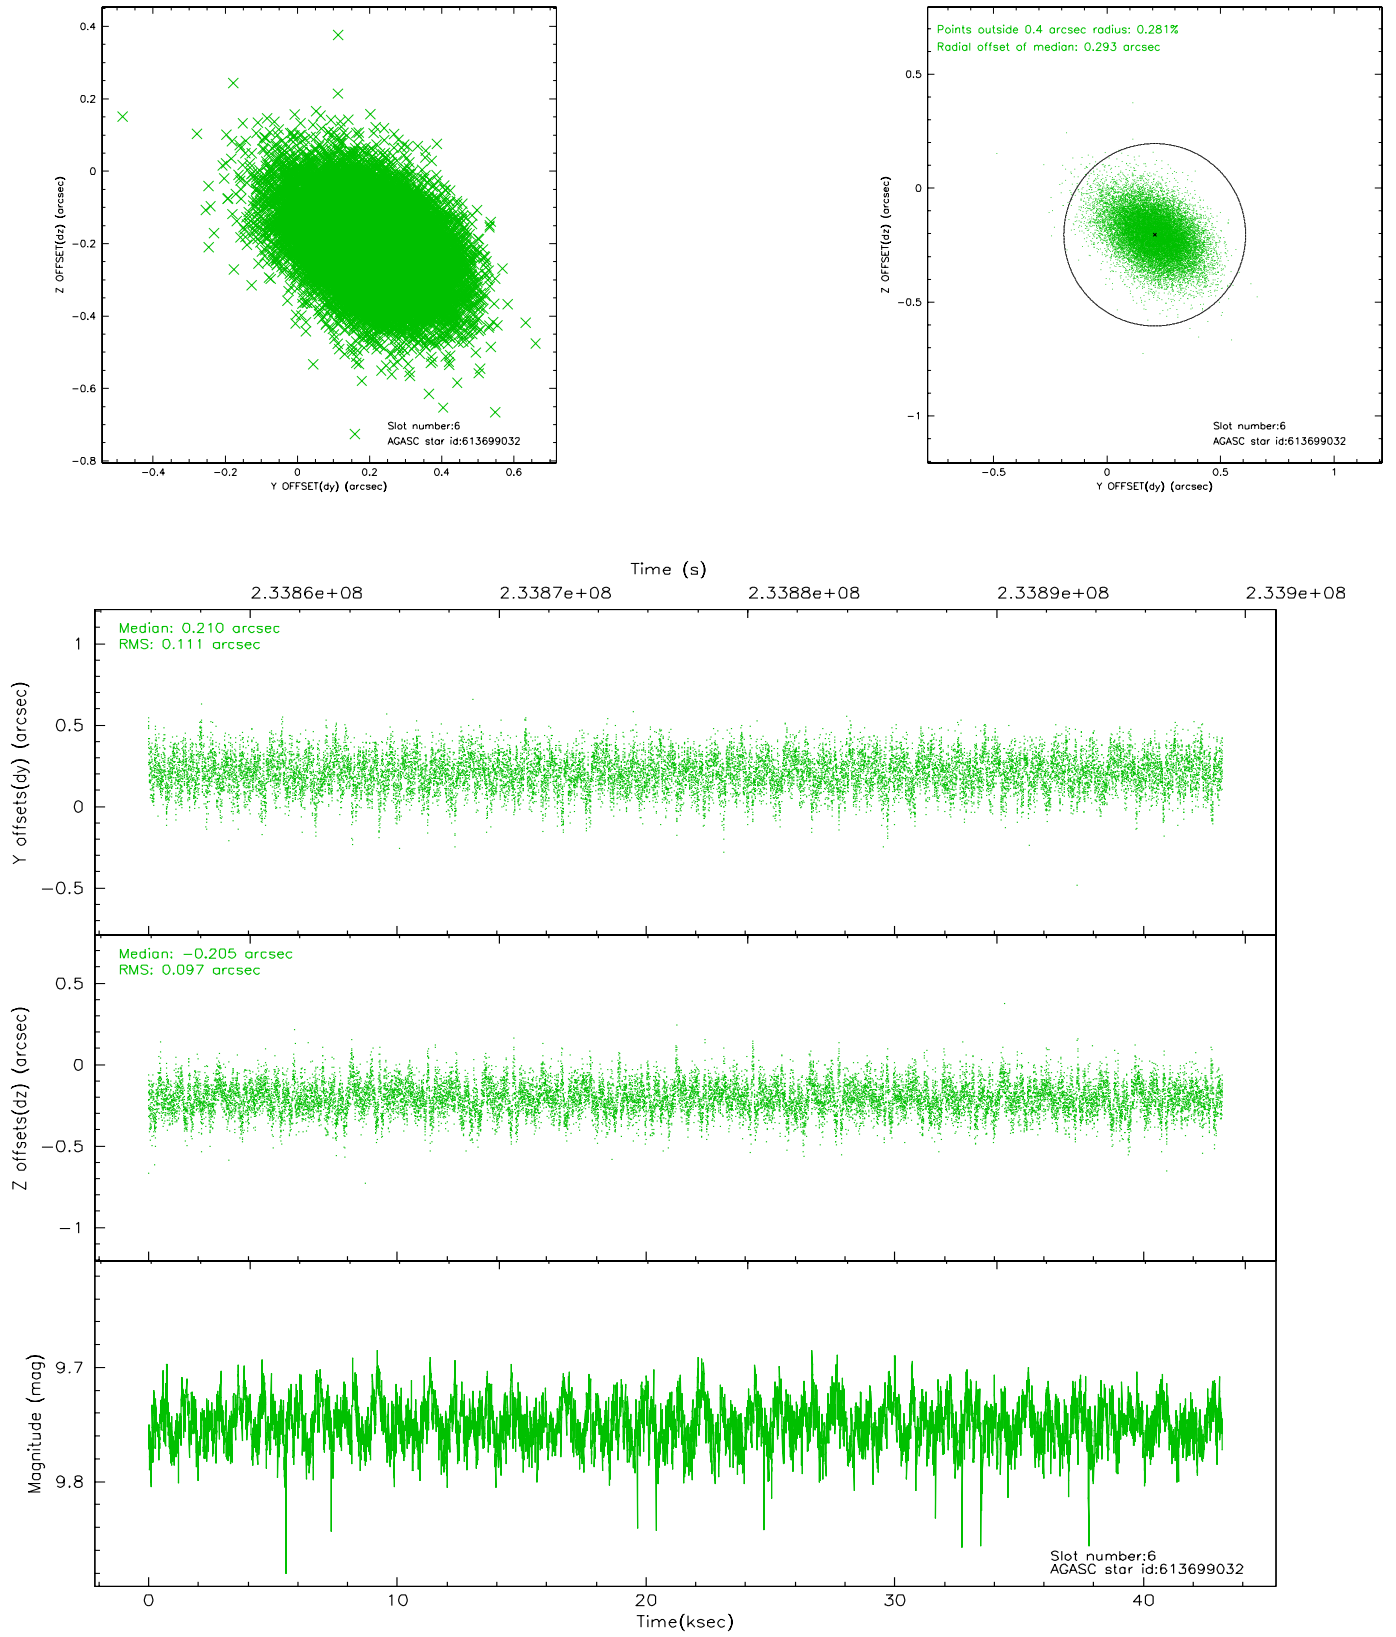 0.4
0.2
0
−0.2
−0.4
−0.6
−0.8
Z OFFSET(dz) (arcsec)
−0.4
−0.2
0
0.2
0.4
0.6
Y OFFSET(dy) (arcsec)
Slot number:6
AGASC star id:613699032
Points outside 0.4 arcsec radius: 0.281%
Radial offset of median: 0.293 arcsec
0.5
0
−0.5
−1
Z OFFSET(dz) (arcsec)
−0.5
0
0.5
1
Y OFFSET(dy) (arcsec)
Slot number:6
AGASC star id:613699032
Time (s)
2.3386e+08
2.3387e+08
2.3388e+08
2.3389e+08
2.339e+08
Median: 0.210 arcsec
RMS: 0.111 arcsec
1
0.5
0
−0.5
Y offsets(dy) (arcsec)
Median: −0.205 arcsec
RMS: 0.097 arcsec
0.5
0
−0.5
−1
Z offsets(dz) (arcsec)
9.7
9.8
Magnitude (mag)
Slot number:6
AGASC star id:613699032
0
10
20
30
40
Time(ksec)